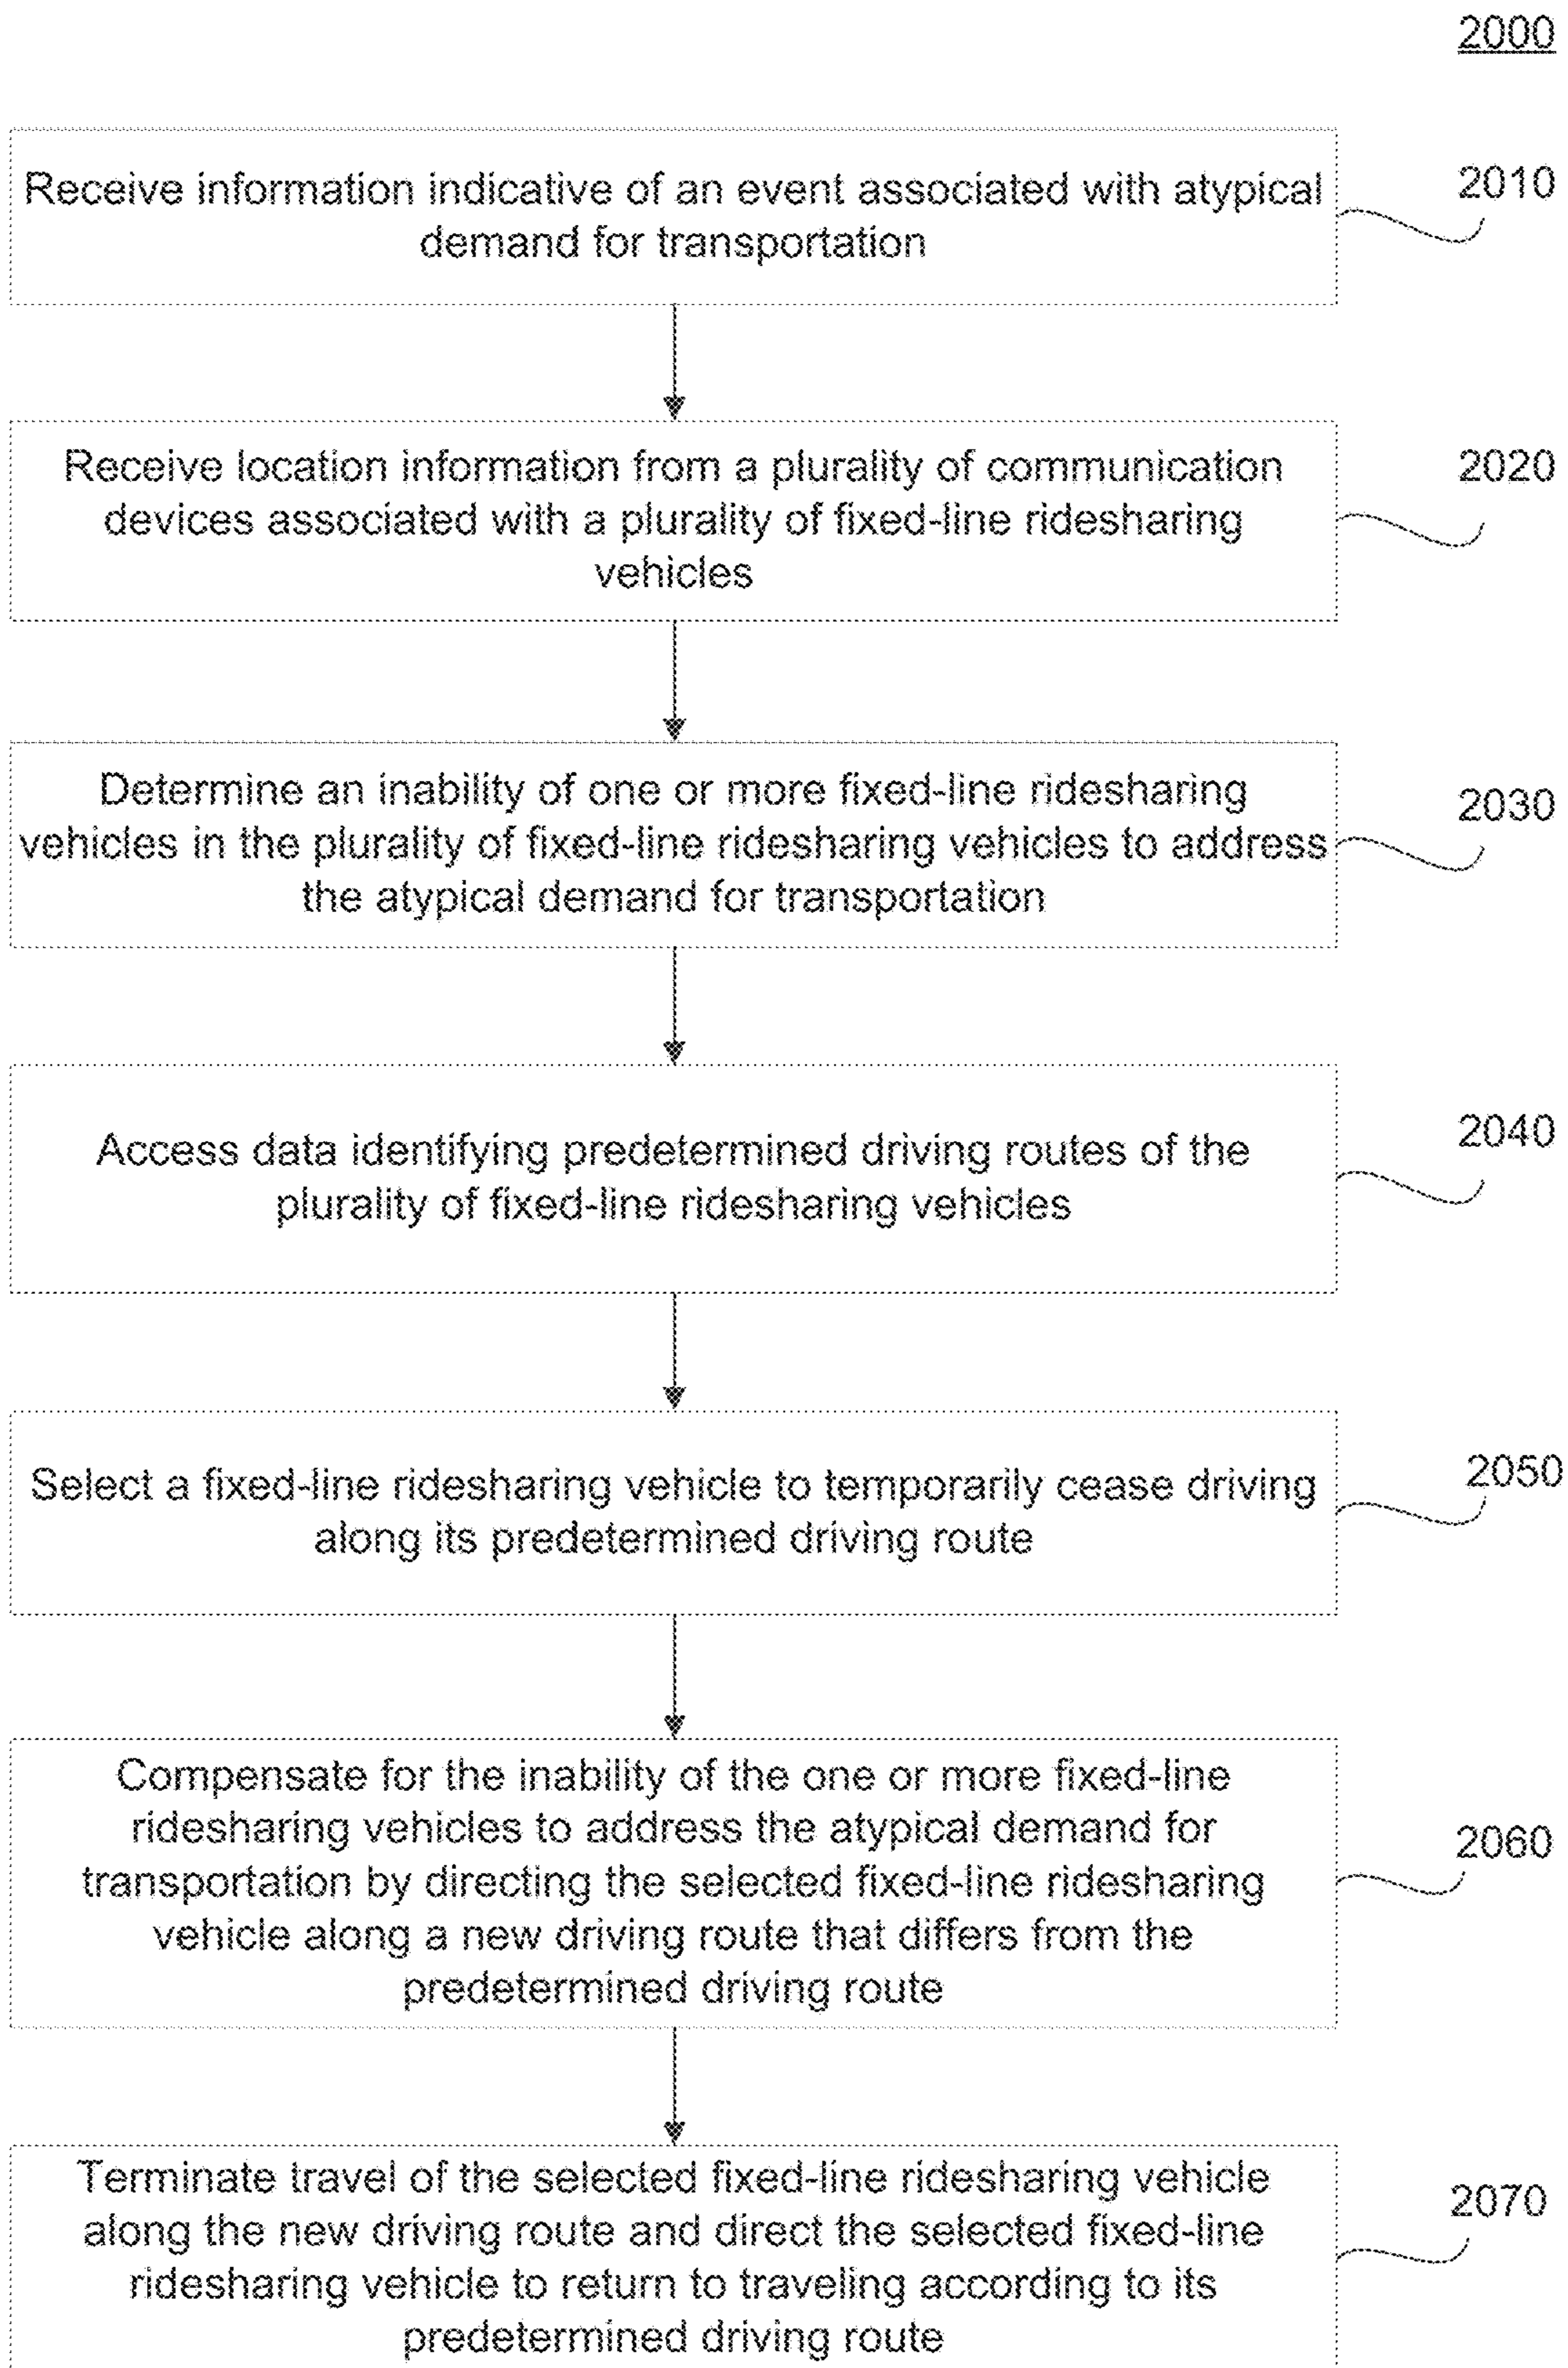 2000
Receive information indicative of an event associated with atypical
demand for transportation
2010
Receive location information from a plurality of communication
devices associated with a plurality of fixed-line ridesharing
vehicles
2020
Determine an inability of one or more fixed-line ridesharing
vehicles in the plurality of fixed-line ridesharing vehicles to address
the atypical demand for transportation
2030
Access data identifying predetermined driving routes of the
plurality of fixed-line ridesharing vehicles
2040
Select a fixed-line ridesharing vehicle to temporarily cease driving
along its predetermined driving route
2050
Compensate for the inability of the one or more fixed-line
ridesharing vehicles to address the atypical demand for
transportation by directing the selected fixed-line ridesharing
vehicle along a new driving route that differs from the
predetermined driving route
2060
Terminate travel of the selected fixed-line ridesharing vehicle
along the new driving route and direct the selected fixed-line
ridesharing vehicle to return to traveling according to its
predetermined driving route
2070